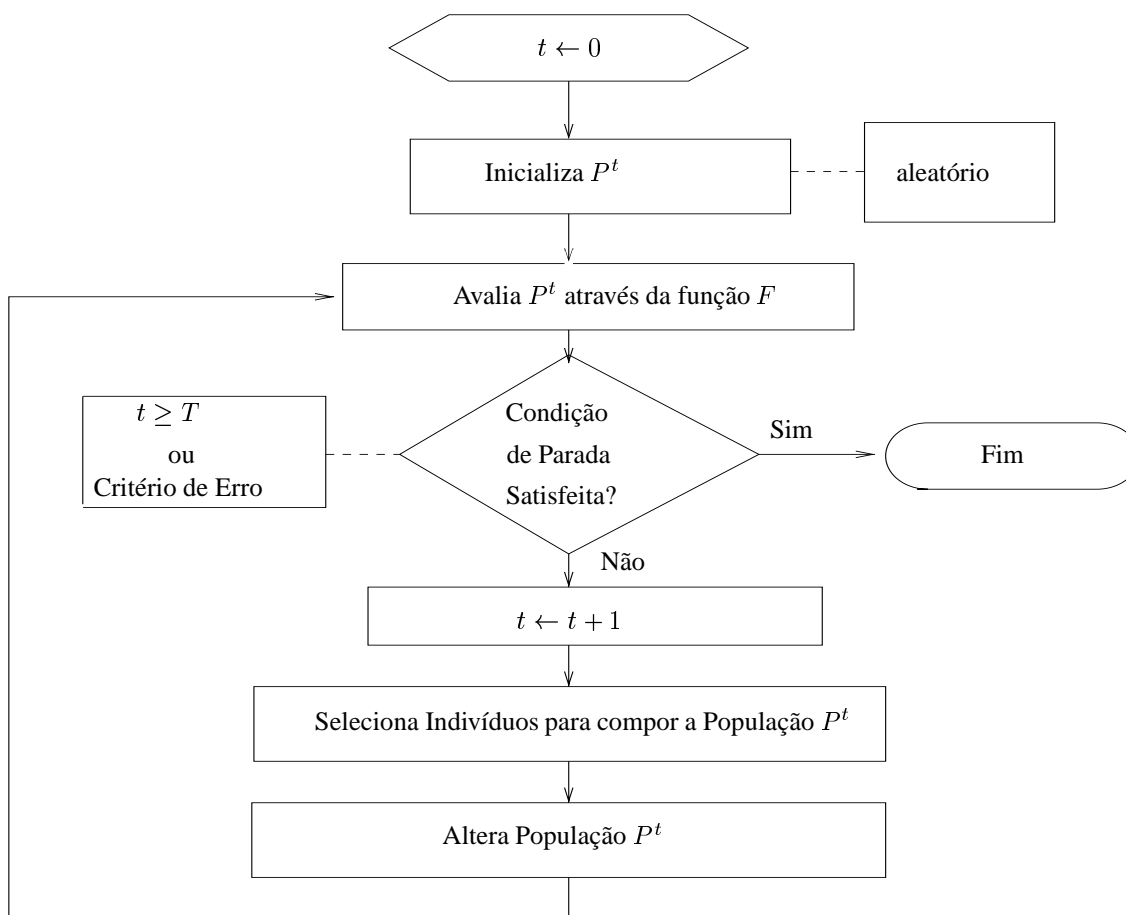 t ← 0
Inicializa P^t
aleatório
Avalia P^t através da função F
t ≥ T
ou
Critério de Erro
Condição
de Parada
Satisfeita?
Sim
Fim
Não
t ← t + 1
Seleciona Indivíduos para compor a População P^t
Altera População P^t